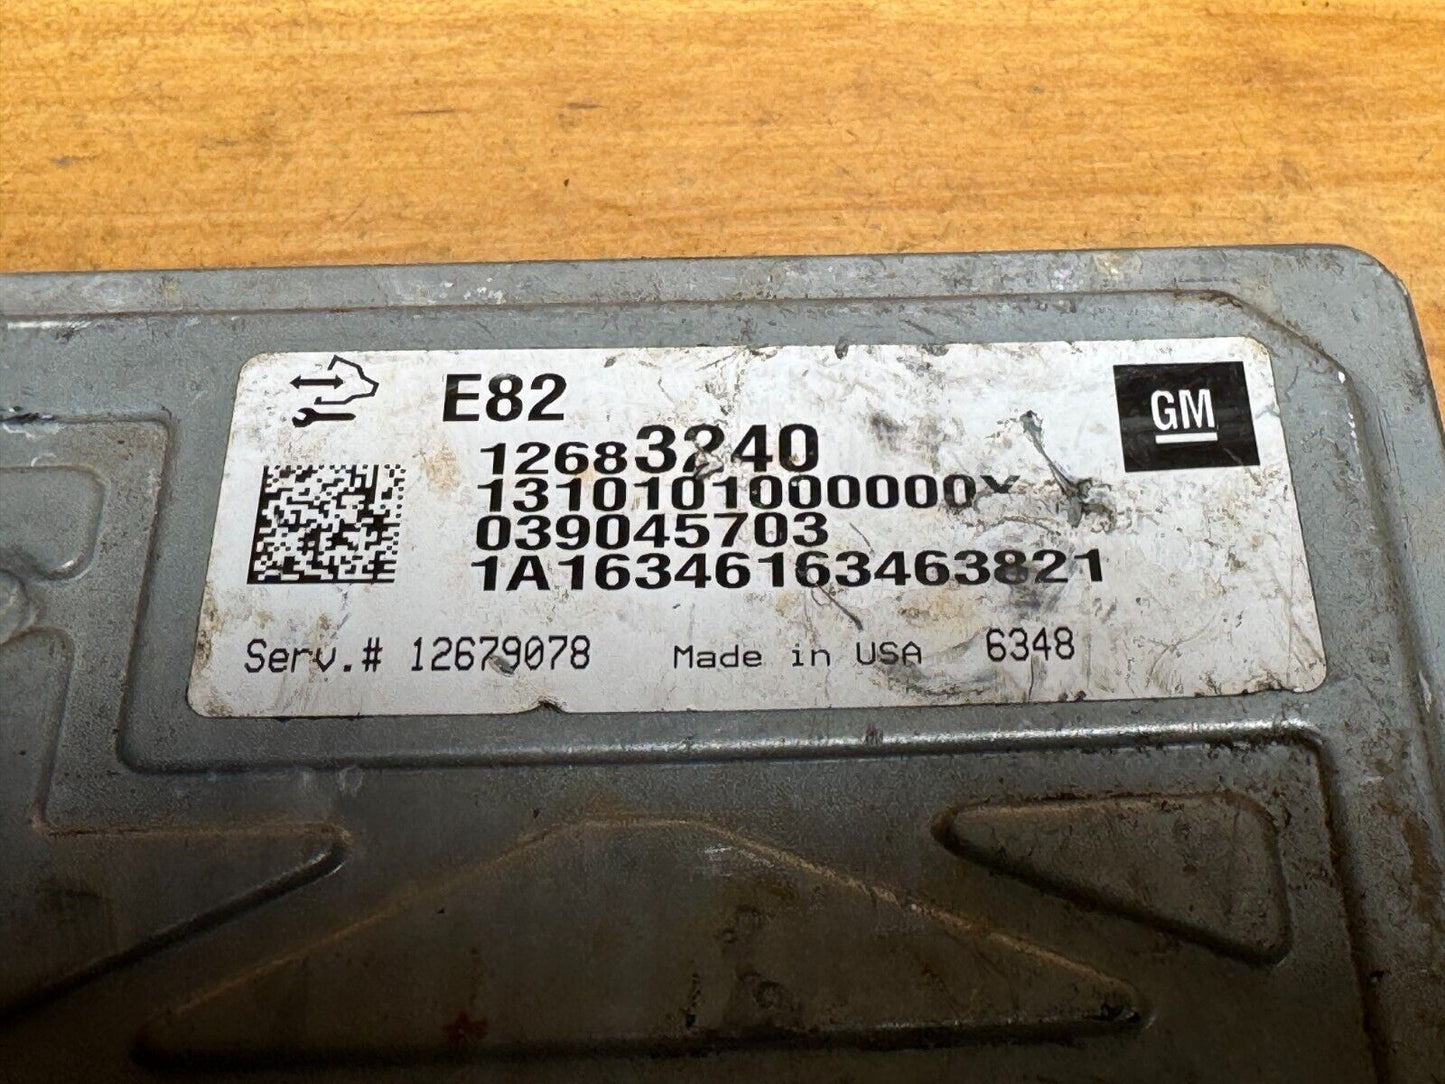 E82
GM
12683240
1310101000000Y
039045703
1A16346163463821
Serv.# 12679078 Made in USA 6348